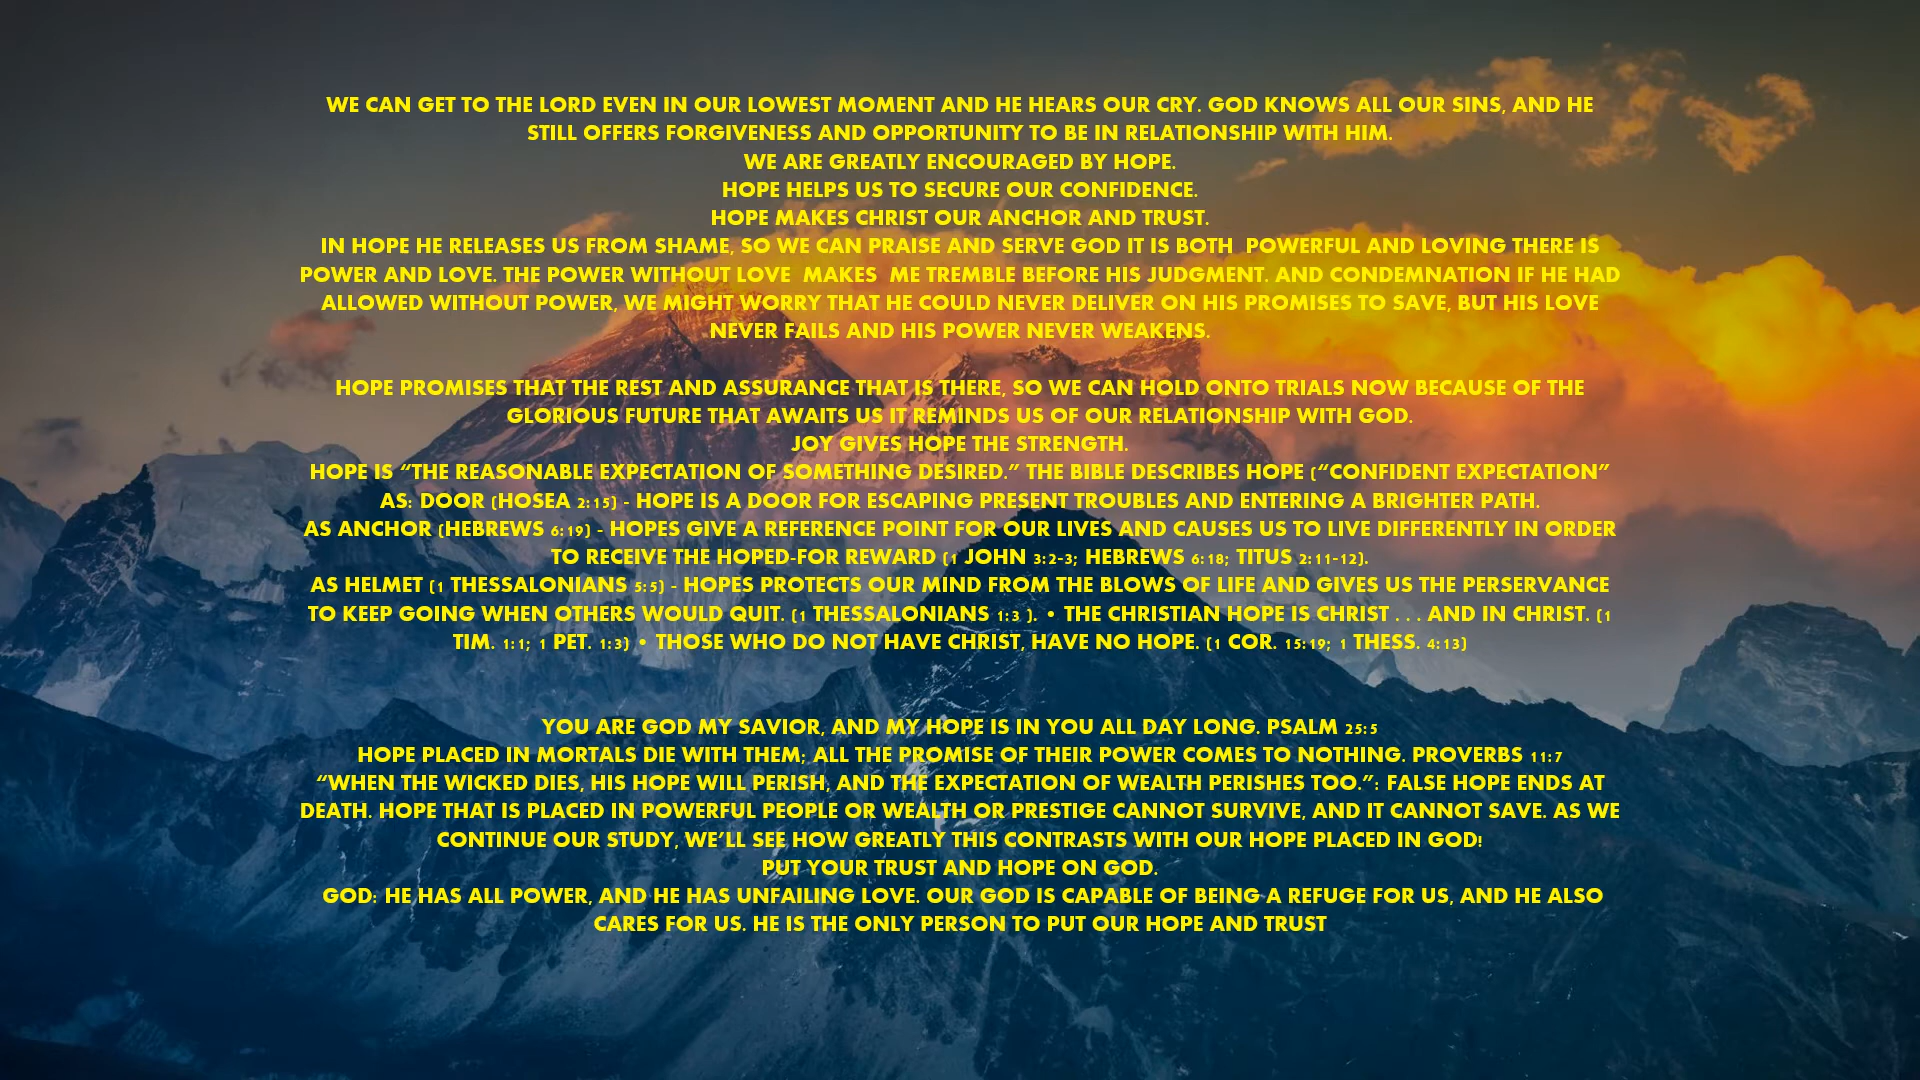 WE CAN GET TO THE LORD EVEN IN OUR LOWEST MOMENT AND HE HEARS OUR CRY. GOD KNOWS ALL OUR SINS, AND HE
STILL OFFERS FORGIVENESS AND OPPORTUNITY TO BE IN RELATIONSHIP WITH HIM.
WE ARE GREATLY ENCOURAGED BY HOPE.
HOPE HELPS US TO SECURE OUR CONFIDENCE.
HOPE MAKES CHRIST OUR ANCHOR AND TRUST.
IN HOPE HE RELEASES US FROM SHAME, SO WE CAN PRAISE AND SERVE GOD IT IS BOTH  POWERFUL AND LOVING THERE IS
POWER AND LOVE. THE POWER WITHOUT LOVE  MAKES  ME TREMBLE BEFORE HIS JUDGMENT. AND CONDEMNATION IF HE HAD
ALLOWED WITHOUT POWER, WE MIGHT WORRY THAT HE COULD NEVER DELIVER ON HIS PROMISES TO SAVE, BUT HIS LOVE
NEVER FAILS AND HIS POWER NEVER WEAKENS.
HOPE PROMISES THAT THE REST AND ASSURANCE THAT IS THERE, SO WE CAN HOLD ONTO TRIALS NOW BECAUSE OF THE
GLORIOUS FUTURE THAT AWAITS US IT REMINDS US OF OUR RELATIONSHIP WITH GOD.
JOY GIVES HOPE THE STRENGTH.
HOPE IS “THE REASONABLE EXPECTATION OF SOMETHING DESIRED.” THE BIBLE DESCRIBES HOPE (“CONFIDENT EXPECTATION”
AS: DOOR (HOSEA 2:15) - HOPE IS A DOOR FOR ESCAPING PRESENT TROUBLES AND ENTERING A BRIGHTER PATH.
AS ANCHOR (HEBREWS 6:19) - HOPES GIVE A REFERENCE POINT FOR OUR LIVES AND CAUSES US TO LIVE DIFFERENTLY IN ORDER
TO RECEIVE THE HOPED-FOR REWARD (1 JOHN 3:2-3; HEBREWS 6:18; TITUS 2:11-12).
AS HELMET (1 THESSALONIANS 5:5) - HOPES PROTECTS OUR MIND FROM THE BLOWS OF LIFE AND GIVES US THE PERSERVANCE
TO KEEP GOING WHEN OTHERS WOULD QUIT. (1 THESSALONIANS 1:3 ). • THE CHRISTIAN HOPE IS CHRIST . . . AND IN CHRIST. (1
TIM. 1:1; 1 PET. 1:3) • THOSE WHO DO NOT HAVE CHRIST, HAVE NO HOPE. (1 COR. 15:19; 1 THESS. 4:13)
YOU ARE GOD MY SAVIOR, AND MY HOPE IS IN YOU ALL DAY LONG. PSALM 25:5
HOPE PLACED IN MORTALS DIE WITH THEM; ALL THE PROMISE OF THEIR POWER COMES TO NOTHING. PROVERBS 11:7
“WHEN THE WICKED DIES, HIS HOPE WILL PERISH, AND THE EXPECTATION OF WEALTH PERISHES TOO.”: FALSE HOPE ENDS AT
DEATH. HOPE THAT IS PLACED IN POWERFUL PEOPLE OR WEALTH OR PRESTIGE CANNOT SURVIVE, AND IT CANNOT SAVE. AS WE
CONTINUE OUR STUDY, WE’LL SEE HOW GREATLY THIS CONTRASTS WITH OUR HOPE PLACED IN GOD!
PUT YOUR TRUST AND HOPE ON GOD.
GOD: HE HAS ALL POWER, AND HE HAS UNFAILING LOVE. OUR GOD IS CAPABLE OF BEING A REFUGE FOR US, AND HE ALSO
CARES FOR US. HE IS THE ONLY PERSON TO PUT OUR HOPE AND TRUST